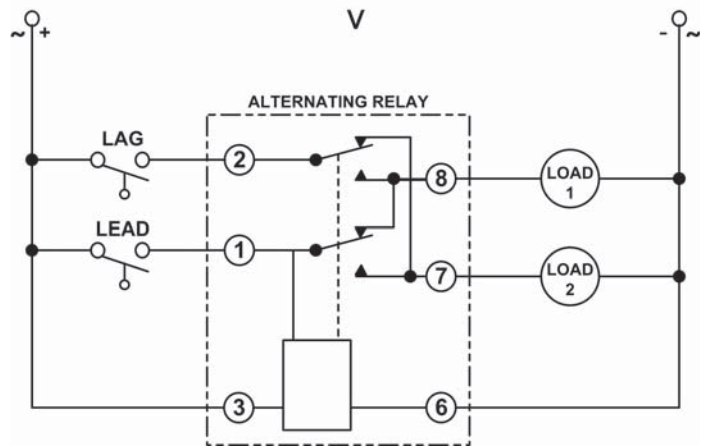 V
~ +
- ~
ALTERNATING RELAY
LAG
2
8
LOAD
1
LEAD
1
7
LOAD
2
3
6